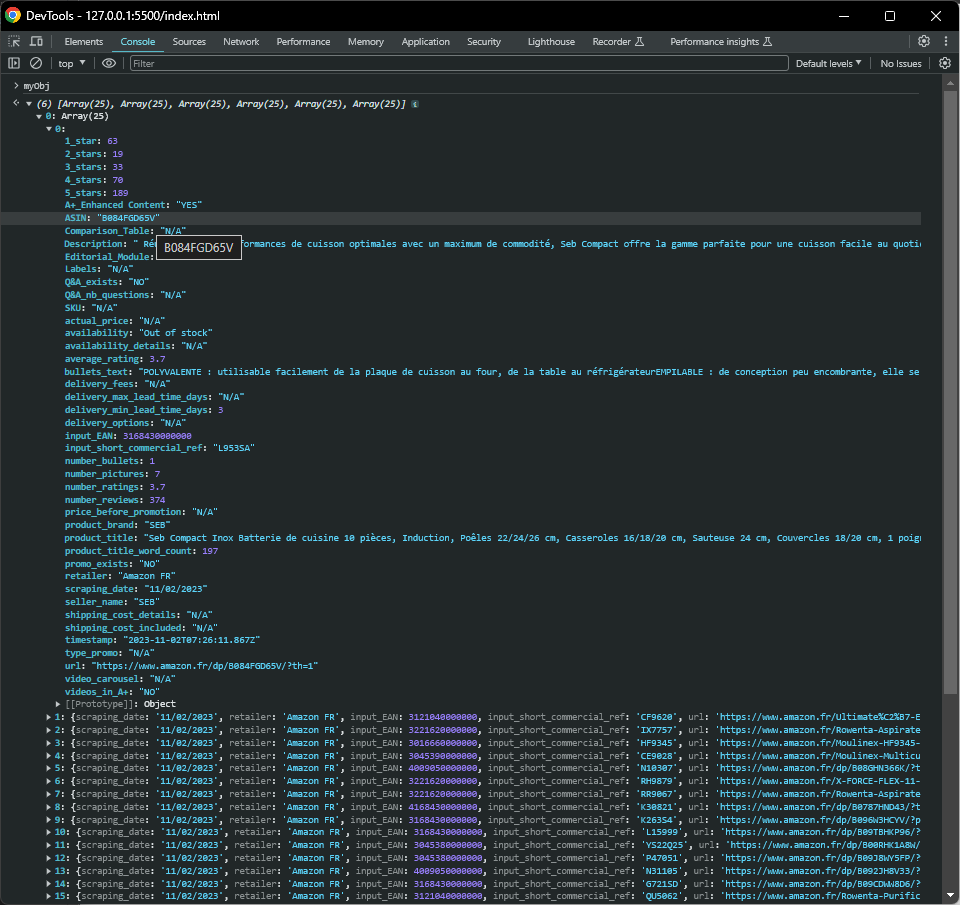 DevTools - 127.0.0.1:5500/index.html
Elements Console Sources Network Performance Memory Application Security Lighthouse Recorder Performance insights
top Filter Default levels No Issues
myObj
(6) [Array(25), Array(25), Array(25), Array(25), Array(25), Array(25)]
0: Array(25)
0:
1_star: 63
2_stars: 19
3_stars: 33
4_stars: 70
5_stars: 189
A+_Enhanced Content: "YES"
ASIN: "B084FGD65V"
Comparison_Table: "N/A"
Description: " Ré formances de cuisson optimales avec un maximum de commodité, Seb Compact offre la gamme parfaite pour une cuisson facile au quoti
B084FGD65V
Editorial_Module:
Labels: "N/A"
Q&A_exists: "NO"
Q&A_nb_questions: "N/A"
SKU: "N/A"
actual_price: "N/A"
availability: "Out of stock"
availability_details: "N/A"
average_rating: 3.7
bullets_text: "POLYVALENTE : utilisable facilement de la plaque de cuisson au four, de la table au réfrigérateurEMPILABLE : de conception peu encombrante, elle se
delivery_fees: "N/A"
delivery_max_lead_time_days: "N/A"
delivery_min_lead_time_days: 3
delivery_options: "N/A"
input_EAN: 3168430000000
input_short_commercial_ref: "L953SA"
number_bullets: 1
number_pictures: 7
number_ratings: 3.7
number_reviews: 374
price_before_promotion: "N/A"
product_brand: "SEB"
product_title: "Seb Compact Inox Batterie de cuisine 10 pièces, Induction, Poêles 22/24/26 cm, Casseroles 16/18/20 cm, Sauteuse 24 cm, Couvercles 18/20 cm, 1 poign
product_title_word_count: 197
promo_exists: "NO"
retailer: "Amazon FR"
scraping_date: "11/02/2023"
seller_name: "SEB"
shipping_cost_details: "N/A"
shipping_cost_included: "N/A"
timestamp: "2023-11-02T07:26:11.867Z"
type_promo: "N/A"
url: "https://www.amazon.fr/dp/B084FGD65V/?th=1"
video_carousel: "N/A"
videos_in_A+: "NO"
[[Prototype]]: Object
1: {scraping_date: '11/02/2023', retailer: 'Amazon FR', input_EAN: 3121040000000, input_short_commercial_ref: 'CF9620', url: 'https://www.amazon.fr/Ultimate%C2%B7-E
2: {scraping_date: '11/02/2023', retailer: 'Amazon FR', input_EAN: 3221620000000, input_short_commercial_ref: 'IX7757', url: 'https://www.amazon.fr/Rowenta-Aspirate
3: {scraping_date: '11/02/2023', retailer: 'Amazon FR', input_EAN: 3016660000000, input_short_commercial_ref: 'HF9345', url: 'https://www.amazon.fr/Moulinex-HF9345-
4: {scraping_date: '11/02/2023', retailer: 'Amazon FR', input_EAN: 3045390000000, input_short_commercial_ref: 'CE9028', url: 'https://www.amazon.fr/Moulinex-Multicu
5: {scraping_date: '11/02/2023', retailer: 'Amazon FR', input_EAN: 4009050000000, input_short_commercial_ref: 'N10307', url: 'https://www.amazon.fr/dp/B08GHN366K/?t
6: {scraping_date: '11/02/2023', retailer: 'Amazon FR', input_EAN: 3221620000000, input_short_commercial_ref: 'RH9879', url: 'https://www.amazon.fr/X-FORCE-FLEX-11-
7: {scraping_date: '11/02/2023', retailer: 'Amazon FR', input_EAN: 3221620000000, input_short_commercial_ref: 'RR9067', url: 'https://www.amazon.fr/Rowenta-Aspirate
8: {scraping_date: '11/02/2023', retailer: 'Amazon FR', input_EAN: 4168430000000, input_short_commercial_ref: 'K30821', url: 'https://www.amazon.fr/dp/B0787HND43/?t
9: {scraping_date: '11/02/2023', retailer: 'Amazon FR', input_EAN: 3168430000000, input_short_commercial_ref: 'K263S4', url: 'https://www.amazon.fr/dp/B096W3HCYV/?p
10: {scraping_date: '11/02/2023', retailer: 'Amazon FR', input_EAN: 3168430000000, input_short_commercial_ref: 'L15999', url: 'https://www.amazon.fr/dp/B09TBHKP96/?
11: {scraping_date: '11/02/2023', retailer: 'Amazon FR', input_EAN: 3045380000000, input_short_commercial_ref: 'YS22Q25', url: 'https://www.amazon.fr/dp/B00RHK1A8W/
12: {scraping_date: '11/02/2023', retailer: 'Amazon FR', input_EAN: 3045380000000, input_short_commercial_ref: 'P47051', url: 'https://www.amazon.fr/dp/B09J8WY5FP/?
13: {scraping_date: '11/02/2023', retailer: 'Amazon FR', input_EAN: 4009050000000, input_short_commercial_ref: 'N31105', url: 'https://www.amazon.fr/dp/B092JH8V33/?
14: {scraping_date: '11/02/2023', retailer: 'Amazon FR', input_EAN: 3168430000000, input_short_commercial_ref: 'G721SD', url: 'https://www.amazon.fr/dp/B09CDWW8D6/?
15: {scraping_date: '11/02/2023', retailer: 'Amazon FR', input_EAN: 3121040000000, input_short_commercial_ref: 'QU5062', url: 'https://www.amazon.fr/Rowenta-Purific